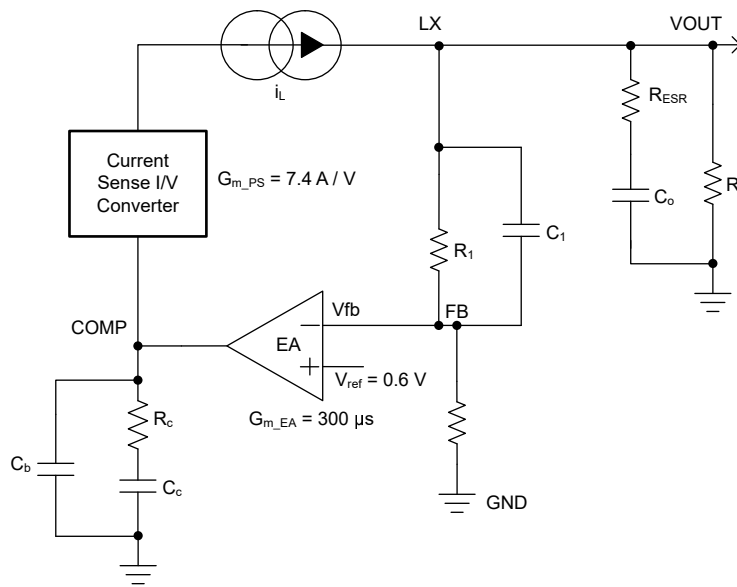 LX
VOUT
iL
RESR
Current
Sense I/V
Converter
Gm_PS = 7.4 A / V
Co
R
R1
C1
Vfb
FB
COMP
EA
Vref = 0.6 V
Gm_EA = 300 µs
Rc
Cb
Cc
GND